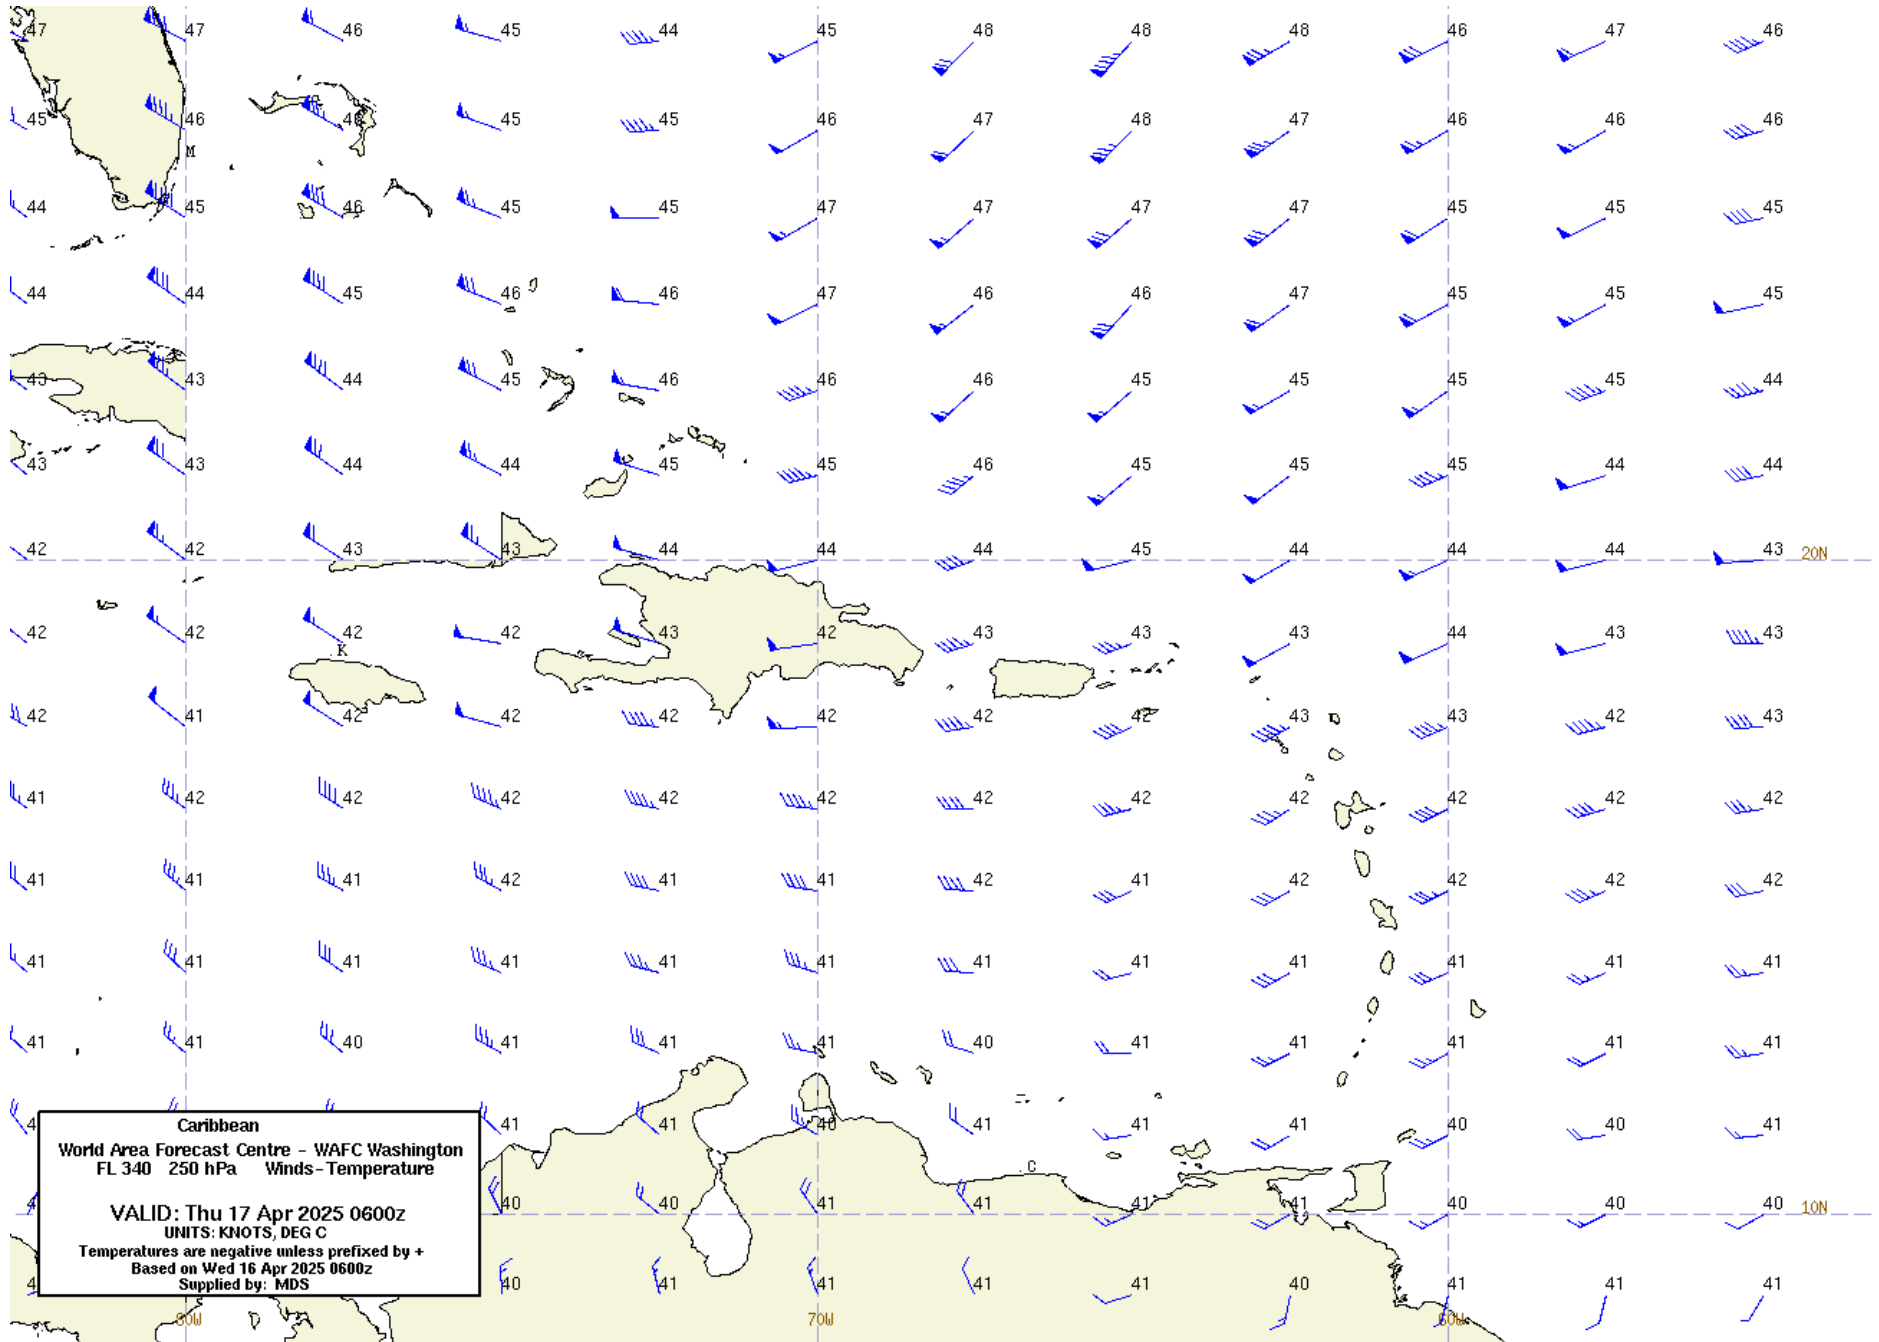 47 47 46 45 44 45 48 48 48 46 47 46
45 46 46 45 45 46 47 48 47 46 46 46
M
44 45 46 45 45 47 47 47 47 45 45 45
44 44 45 46 46 47 46 46 47 45 45 45
43 43 44 45 46 46 46 45 45 45 45 44
43 43 44 44 45 45 46 45 45 45 44 44
42 42 43 43 44 44 44 45 44 44 44 43
20N
42 42 42 42 43 42 43 43 43 44 43 43
K
42 41 42 42 42 42 42 42 43 43 42 43
41 42 42 42 42 42 42 42 42 42 42 42
41 41 41 42 41 41 42 41 42 42 42 42
41 41 41 41 41 41 41 41 41 41 41 41
41 41 40 41 41 41 40 41 41 41 41 41
41 41 40 41 41 41 40 40 40
C
40 40 41 41 41 41 40 40 40
10N
40 41 41 41 41 40 41 41 41
80W 70W 60W
Caribbean
World Area Forecast Centre - WAFC Washington
FL 340 250 hPa Winds-Temperature
VALID: Thu 17 Apr 2025 0600z
UNITS: KNOTS, DEG C
Temperatures are negative unless prefixed by +
Based on Wed 16 Apr 2025 0600z
Supplied by: MDS